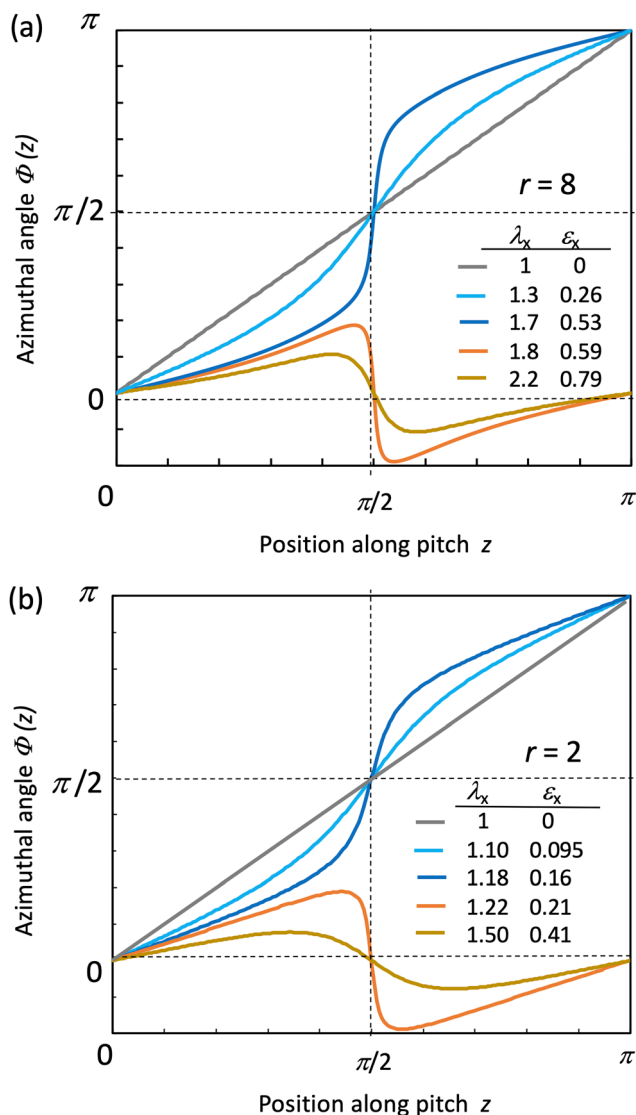 (a)
π
π/2
0
Azimuthal angle Φ(z)
r = 8
λx εx
1 0
1.3 0.26
1.7 0.53
1.8 0.59
2.2 0.79
0 π/2 π
Position along pitch z
(b)
π
π/2
0
Azimuthal angle Φ(z)
r = 2
λx εx
1 0
1.10 0.095
1.18 0.16
1.22 0.21
1.50 0.41
0 π/2 π
Position along pitch z